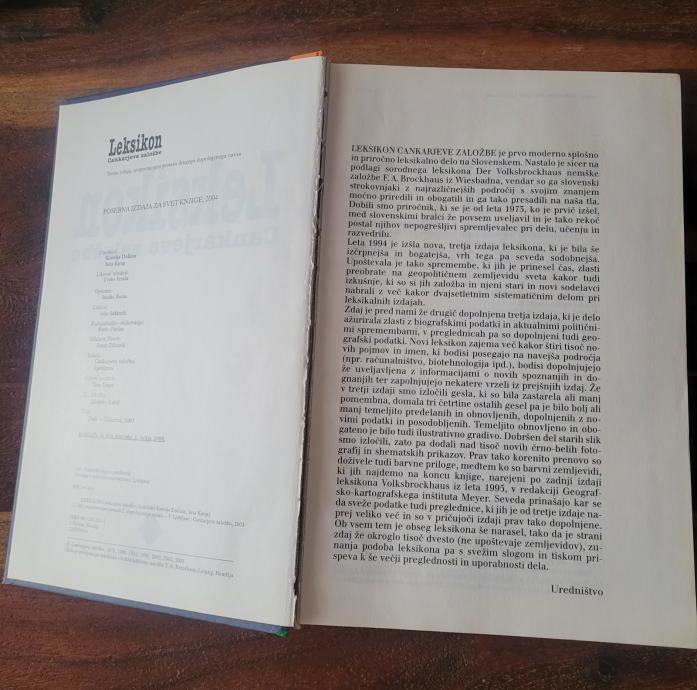 Leksikon
Cankarjeve založbe
POSEBNA IZDAJA ZA SVET KNJIGE, 2004
Ksenija Dolinar
Seta Knop
Likovni urednik:
Oprema:
LEKSIKON CANKARJEVE ZALOŽBE je prvo moderno splošno
in priročno leksikalno delo na Slovenskem. Nastalo je sicer na
podlagi sorodnega leksikona Der Volksbrockhaus nemške
založbe F. A. Brockhaus iz Wiesbadna, vendar so ga slovenski
strokovnjaki z najrazličnejših področij s svojim znanjem
močno priredili in obogatili in ga tako presadili na naša tla.
Dobili smo priročnik, ki se je od leta 1975, ko je prvič izšel,
med slovenskimi bralci že povsem uveljavil in je tako rekoč
postal njihov nepogrešljivi spremljevalec pri delu, učenju in
razvedrilu.
Leta 1994 je izšla nova, tretja izdaja leksikona, ki je bila še
izčrpnejša in bogatejša, vrh tega pa seveda sodobnejša.
Upoštevala je tako spremembe, ki jih je prinesel čas, zlasti
preobrate na geopolitičnem zemljevidu sveta kakor tudi
izkušnje, ki so si jih založba in njeni stari in novi sodelavci
nabrali z več kakor dvajsetletnim sistematičnim delom pri
leksikalnih izdajah.
Zdaj je pred nami že drugič dopolnjena tretja izdaja, ki je delo
ažurirala zlasti z biografskimi podatki in aktualnimi politični-
mi spremembami, v preglednicah pa so dopolnjeni tudi geo-
grafski podatki. Novi leksikon zajema več kakor štiri tisoč no-
vih pojmov in imen, ki bodisi posegajo na navejša področja
(npr. računalništvo, biotehnologija ipd.), bodisi dopolnjujejo
že uveljavljena z informacijami o novih spoznanjih in do-
gnanjih ter zapolnjujejo nekatere vrzeli iz prejšnjih izdaj. Že
v tretji izdaji smo izločili gesla, ki so bila zastarela ali manj
pomembna, domala tri četrtine ostalih gesel pa je bilo bolj ali
manj temeljito predelanih in obnovljenih, dopolnjenih z no-
vimi podatki in posodobljenih. Temeljito obnovljeno in obo-
gateno je bilo tudi ilustrativno gradivo. Dobršen del starih slik
smo izločili, zato pa dodali nad tisoč novih črno-belih foto-
grafij in shematskih prikazov. Prav tako korenito prenovo so
doživele tudi barvne priloge, medtem ko so barvni zemljevidi,
ki jih najdemo na koncu knjige, narejeni po zadnji izdaji
leksikona Volksbrockhaus iz leta 1995, v redakciji Geografs-
ko-kartografskega inštituta Meyer. Seveda prinašajo kar se
da sveže podatke tudi preglednice, ki jih je od tretje izdaje na-
prej veliko več in so v pričujoči izdaji prav tako dopolnjene.
Ob vsem tem je obseg leksikona še narasel, tako da je strani
zdaj že okroglo tisoč dvesto (ne upoštevaje zemljevidov), zu-
nanja podoba leksikona pa s svežim slogom in tiskom pris-
peva k še večji preglednosti in uporabnosti dela.
Uredništvo